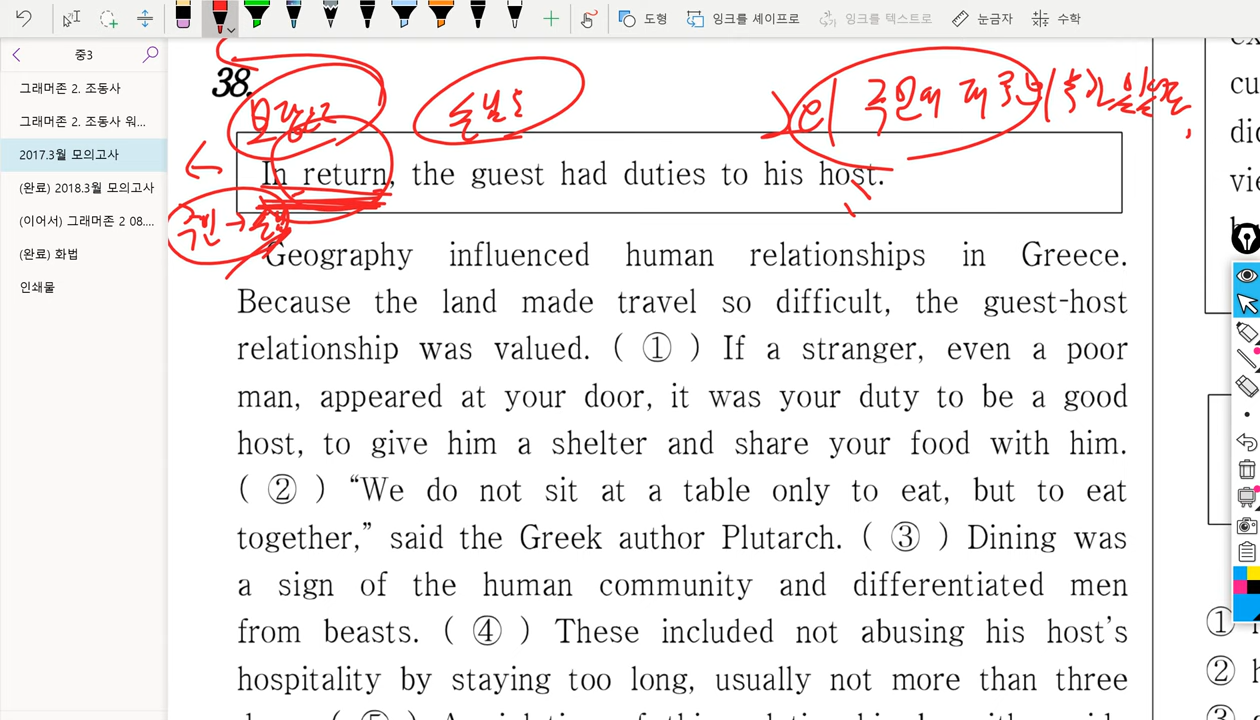 도형
잉크를 셰이프로
잉크를 텍스트로
눈금자
수학
중3
그래머존 2. 조동사
그래머존 2. 조동사 워...
2017.3월 모의고사
(완료) 2018.3월 모의고사
(이어서) 그래머존 2 08....
(완료) 화법
인쇄물
38.
손님도
In return, the guest had duties to his host.
주인 →
Geography influenced human relationships in Greece.
Because the land made travel so difficult, the guest-host
relationship was valued. ( ① ) If a stranger, even a poor
man, appeared at your door, it was your duty to be a good
host, to give him a shelter and share your food with him.
( ② ) “We do not sit at a table only to eat, but to eat
together,” said the Greek author Plutarch. ( ③ ) Dining was
a sign of the human community and differentiated men
from beasts. ( ④ ) These included not abusing his host's
hospitality by staying too long, usually not more than three
cu
①
②